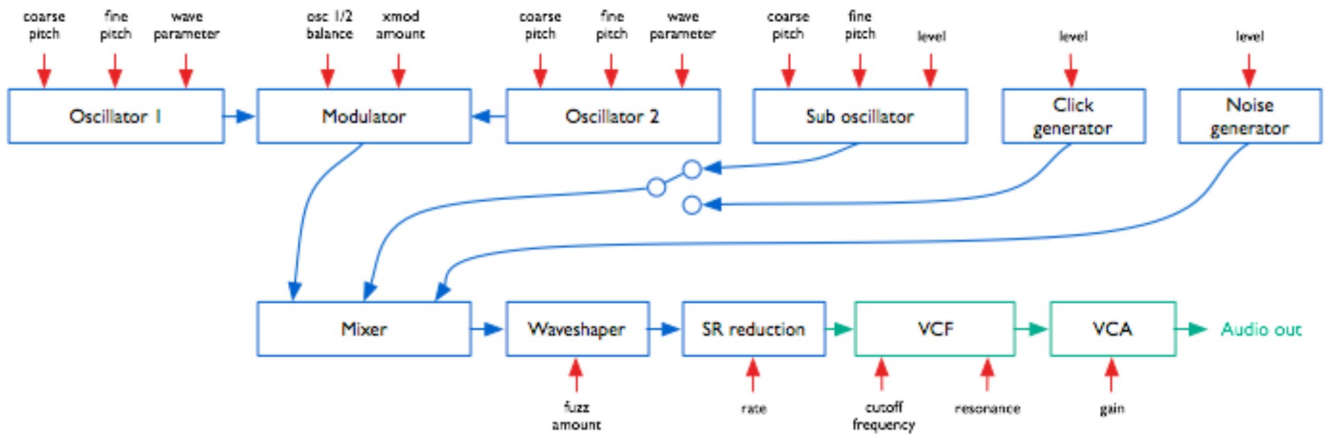 coarse
pitch
fine
pitch
wave
parameter
osc 1/2
balance
xmod
amount
coarse
pitch
fine
pitch
wave
parameter
coarse
pitch
fine
pitch
level
level
level
Oscillator 1
Modulator
Oscillator 2
Sub oscillator
Click
generator
Noise
generator
Mixer
Waveshaper
SR reduction
VCF
VCA
Audio out
fuzz
amount
rate
cutoff
frequency
resonance
gain